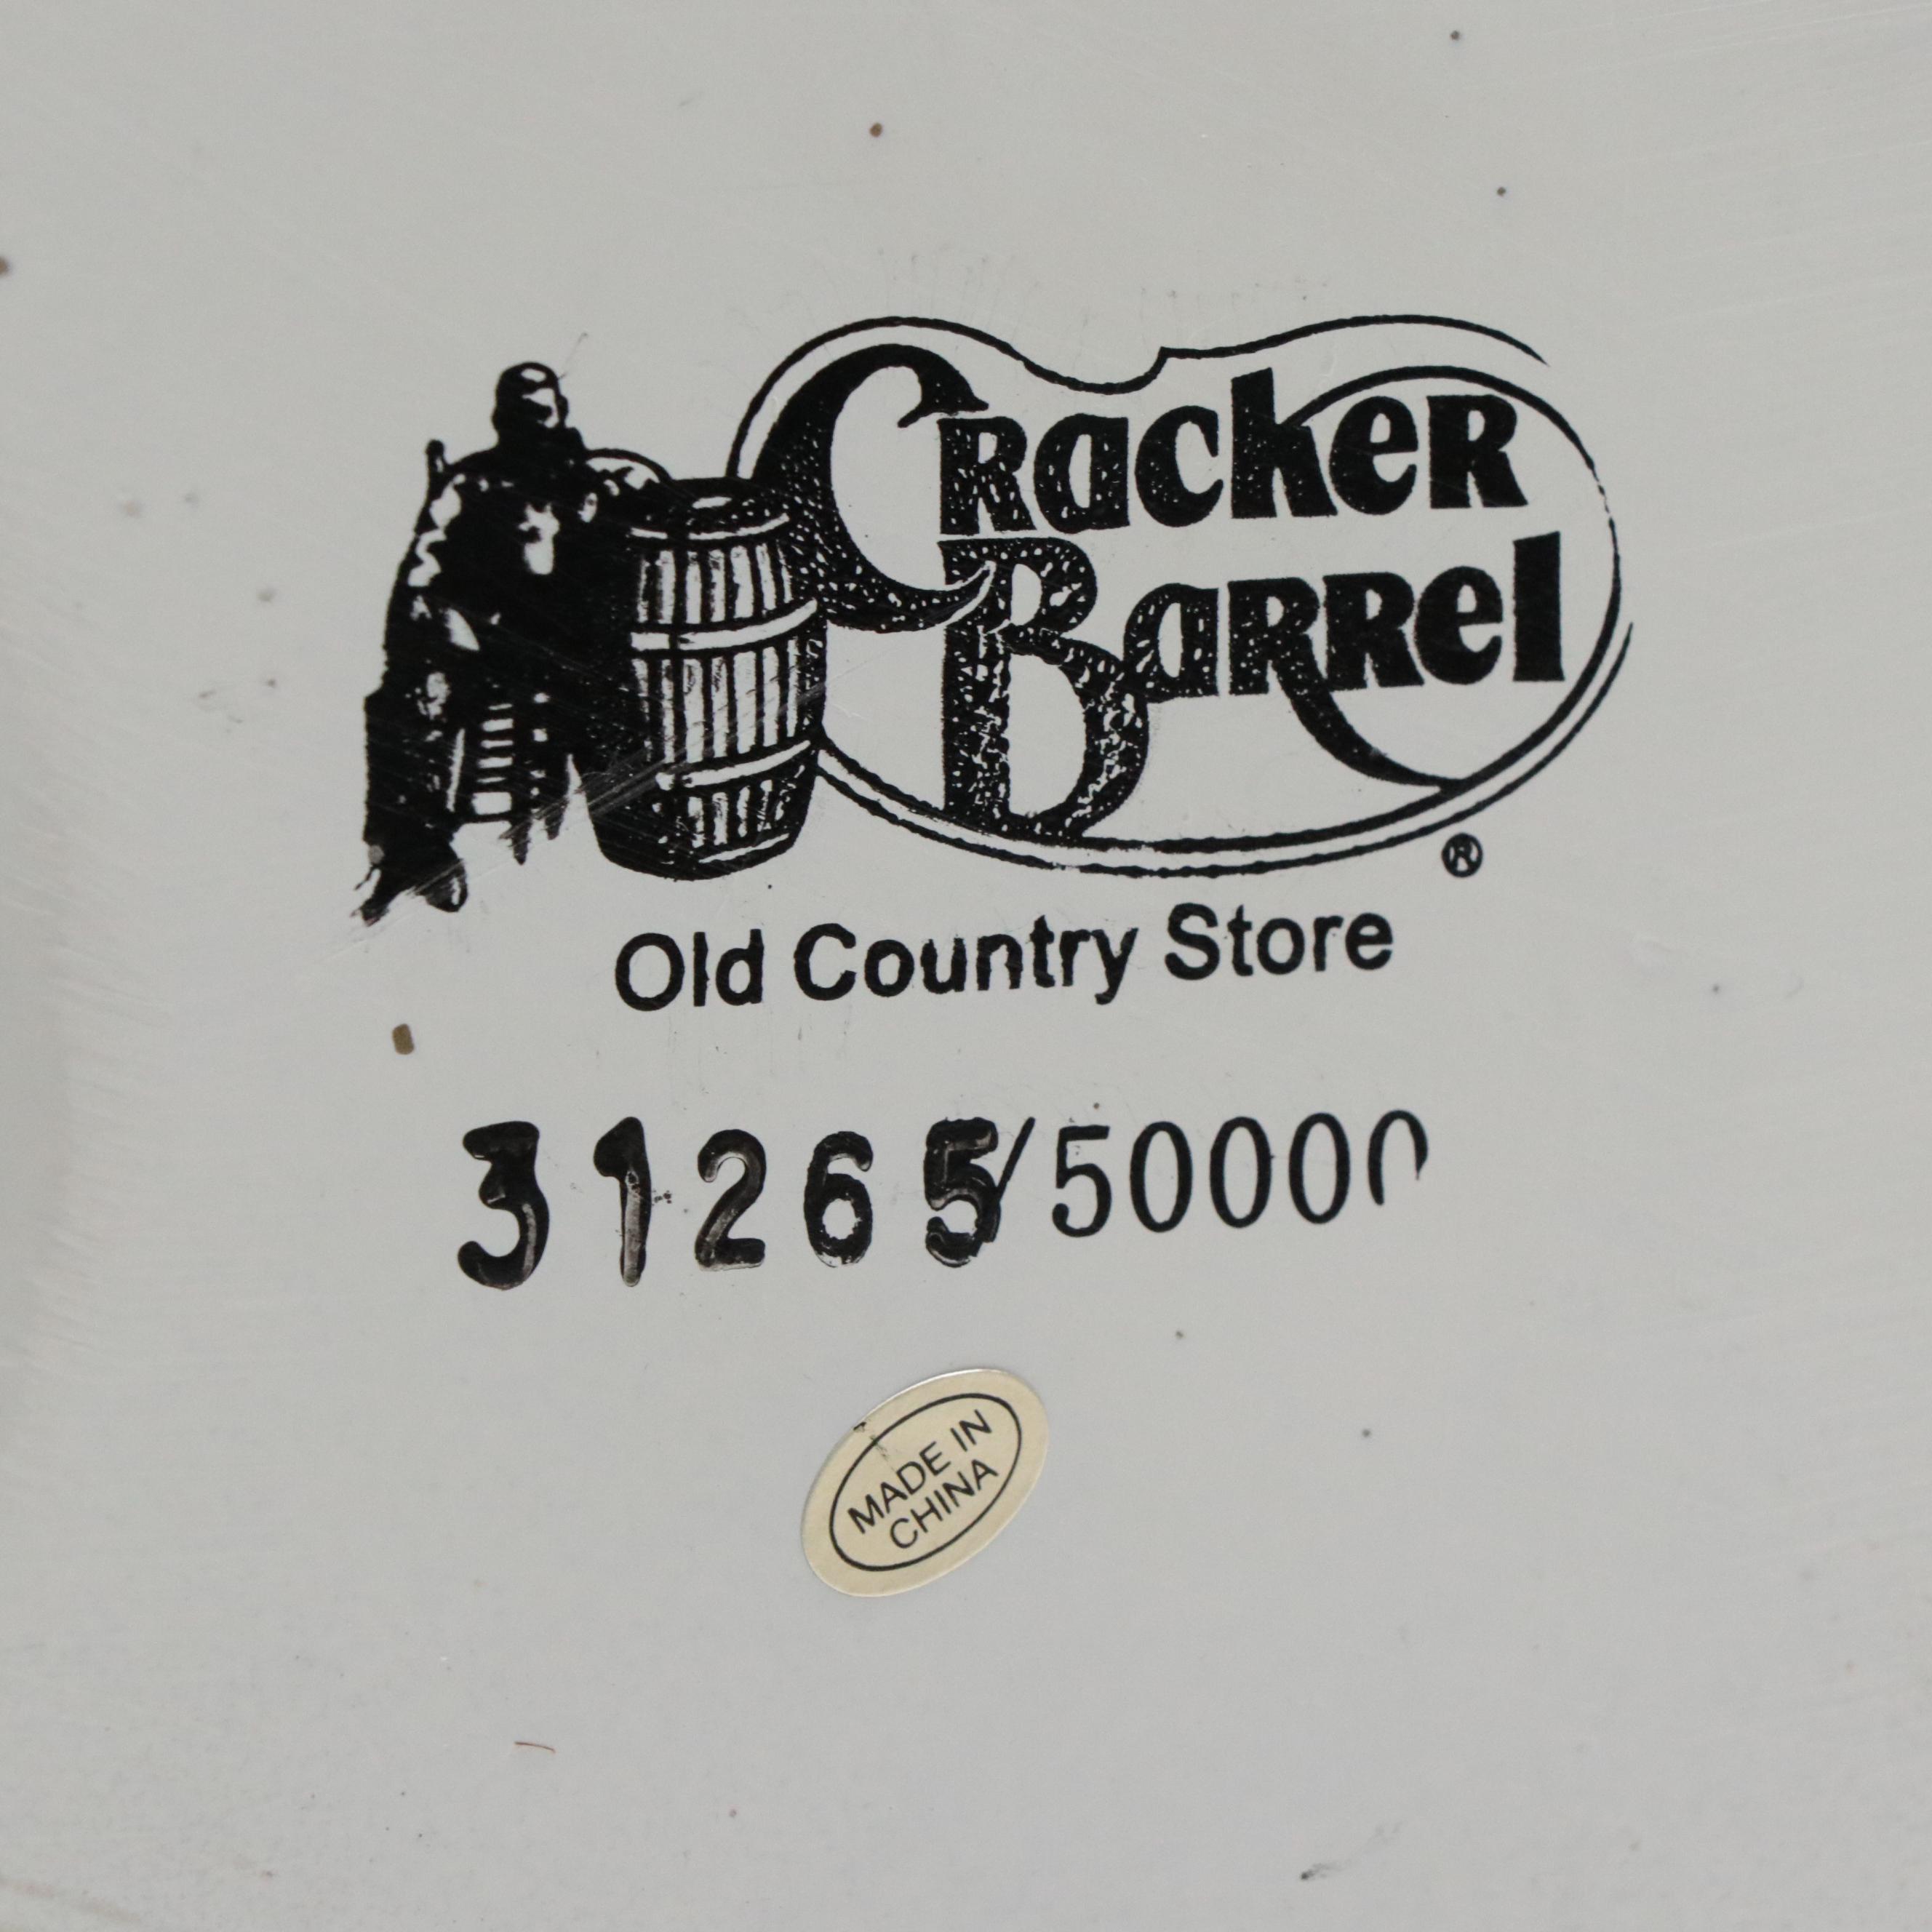 Cracker
Barrel
®
Old Country Store
31265/50000
MADE IN
CHINA